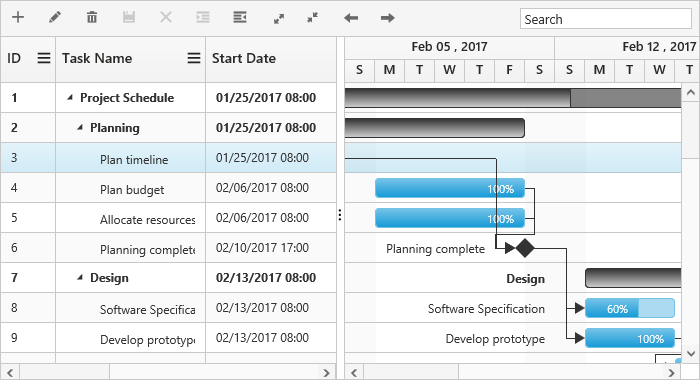 Search
Feb 05 , 2017 Feb 12 , 2017
ID Task Name Start Date S M T W T F S S M T W T
1 Project Schedule 01/25/2017 08:00
2 Planning 01/25/2017 08:00
3 Plan timeline 01/25/2017 08:00
4 Plan budget 02/06/2017 08:00 100%
5 Allocate resources 02/06/2017 08:00 100%
6 Planning complete 02/10/2017 17:00 Planning complete
7 Design 02/13/2017 08:00 Design
8 Software Specifica 02/13/2017 08:00 Software Specification 60%
9 Develop prototype 02/13/2017 08:00 Develop prototype 100%